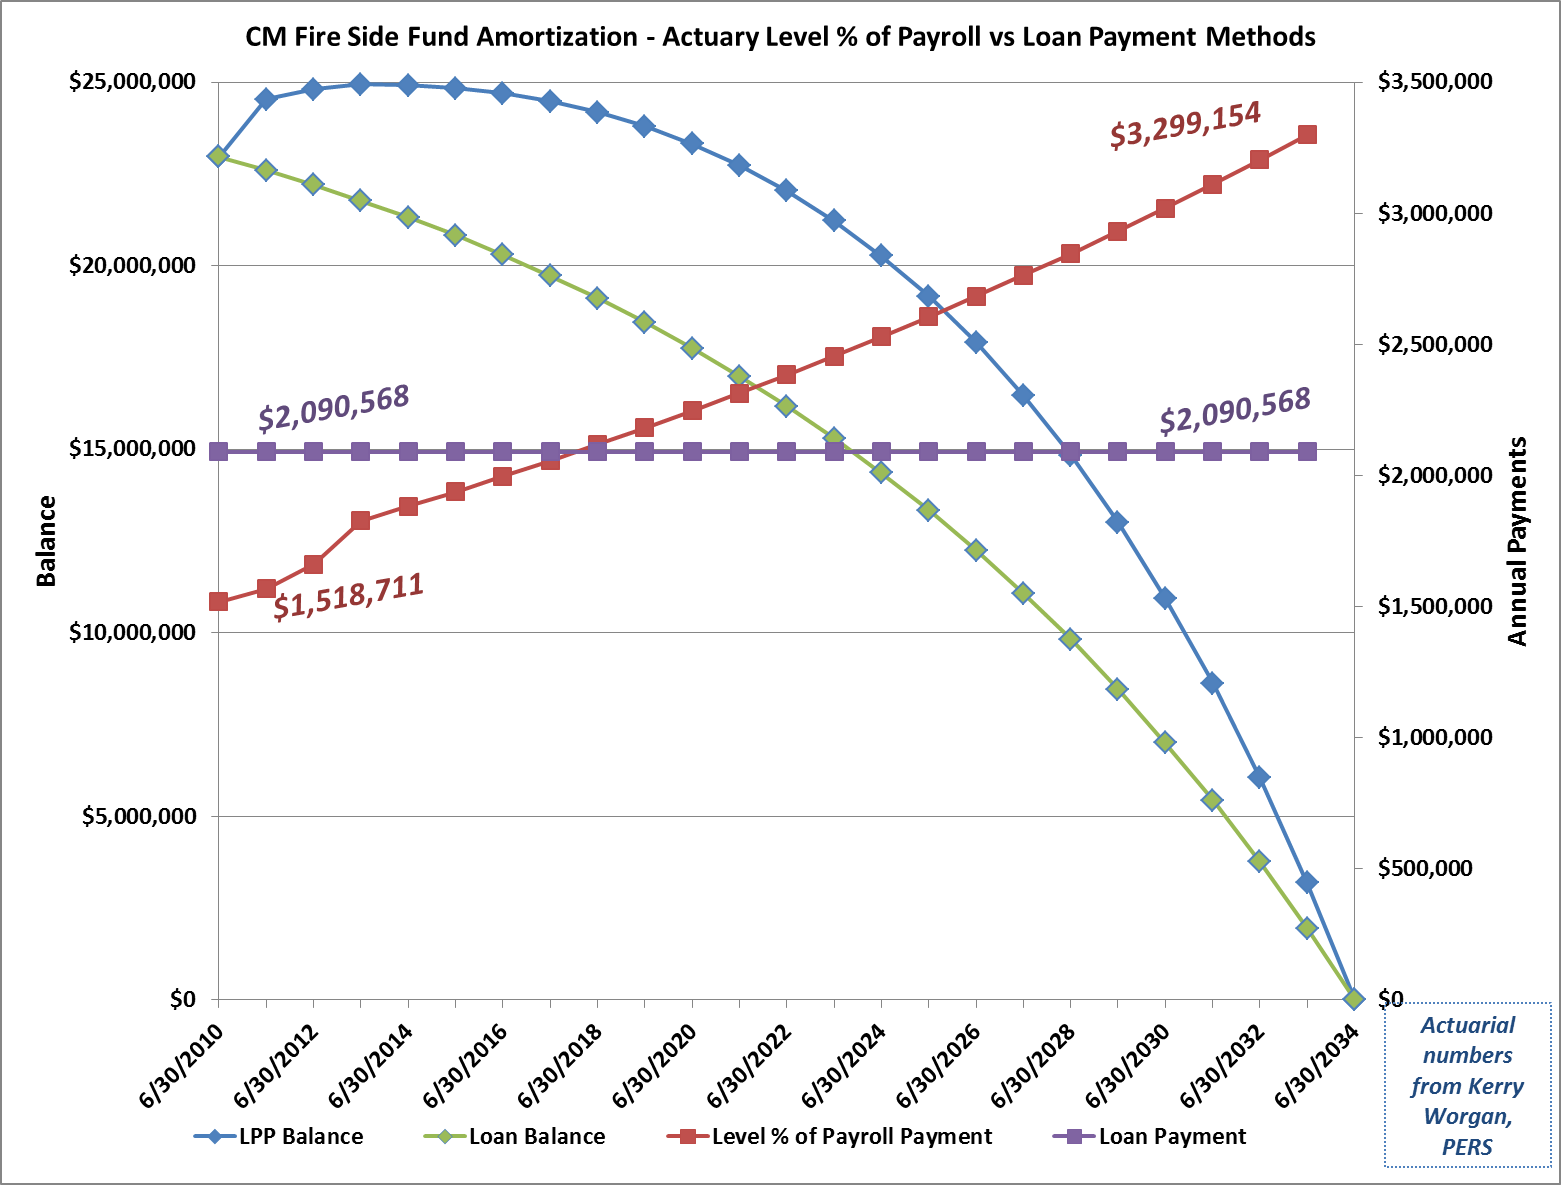 CM Fire Side Fund Amortization - Actuary Level % of Payroll vs Loan Payment Methods
$25,000,000
$20,000,000
$15,000,000
$10,000,000
$5,000,000
$0
Balance
$3,500,000
$3,000,000
$2,500,000
$2,000,000
$1,500,000
$1,000,000
$500,000
$0
Annual Payments
$3,299,154
$2,090,568
$2,090,568
$1,518,711
6/30/2010
6/30/2012
6/30/2014
6/30/2016
6/30/2018
6/30/2020
6/30/2022
6/30/2024
6/30/2026
6/30/2028
6/30/2030
6/30/2032
6/30/2034
LPP Balance
Loan Balance
Level % of Payroll Payment
Loan Payment
Actuarial
numbers
from Kerry
Worgan,
PERS